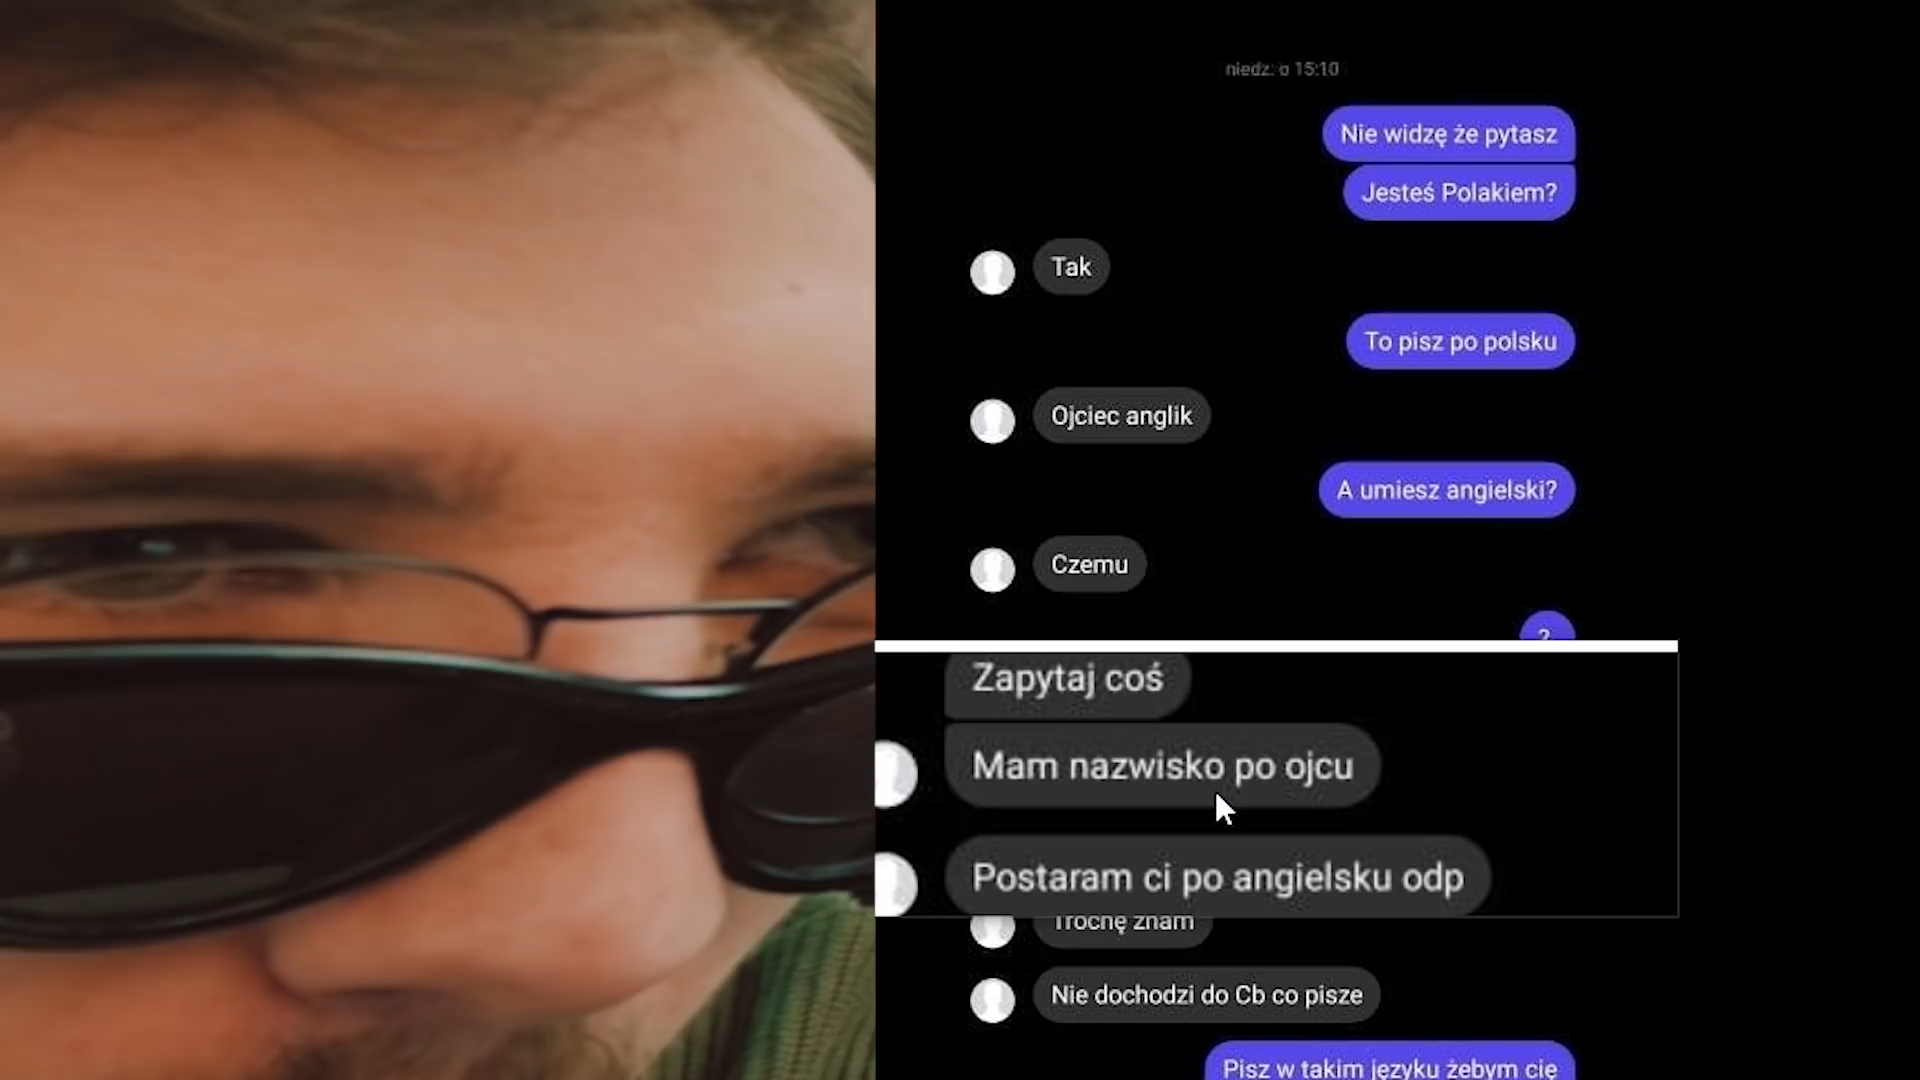 niedz. o 15:10
Nie widzę że pytasz
Jesteś Polakiem?
Tak
To pisz po polsku
Ojciec anglik
A umiesz angielski?
Czemu
?
Zapytaj coś
Mam nazwisko po ojcu
Postaram ci po angielsku odp
Trochę znam
Nie dochodzi do Cb co pisze
Pisz w takim języku żebym cię